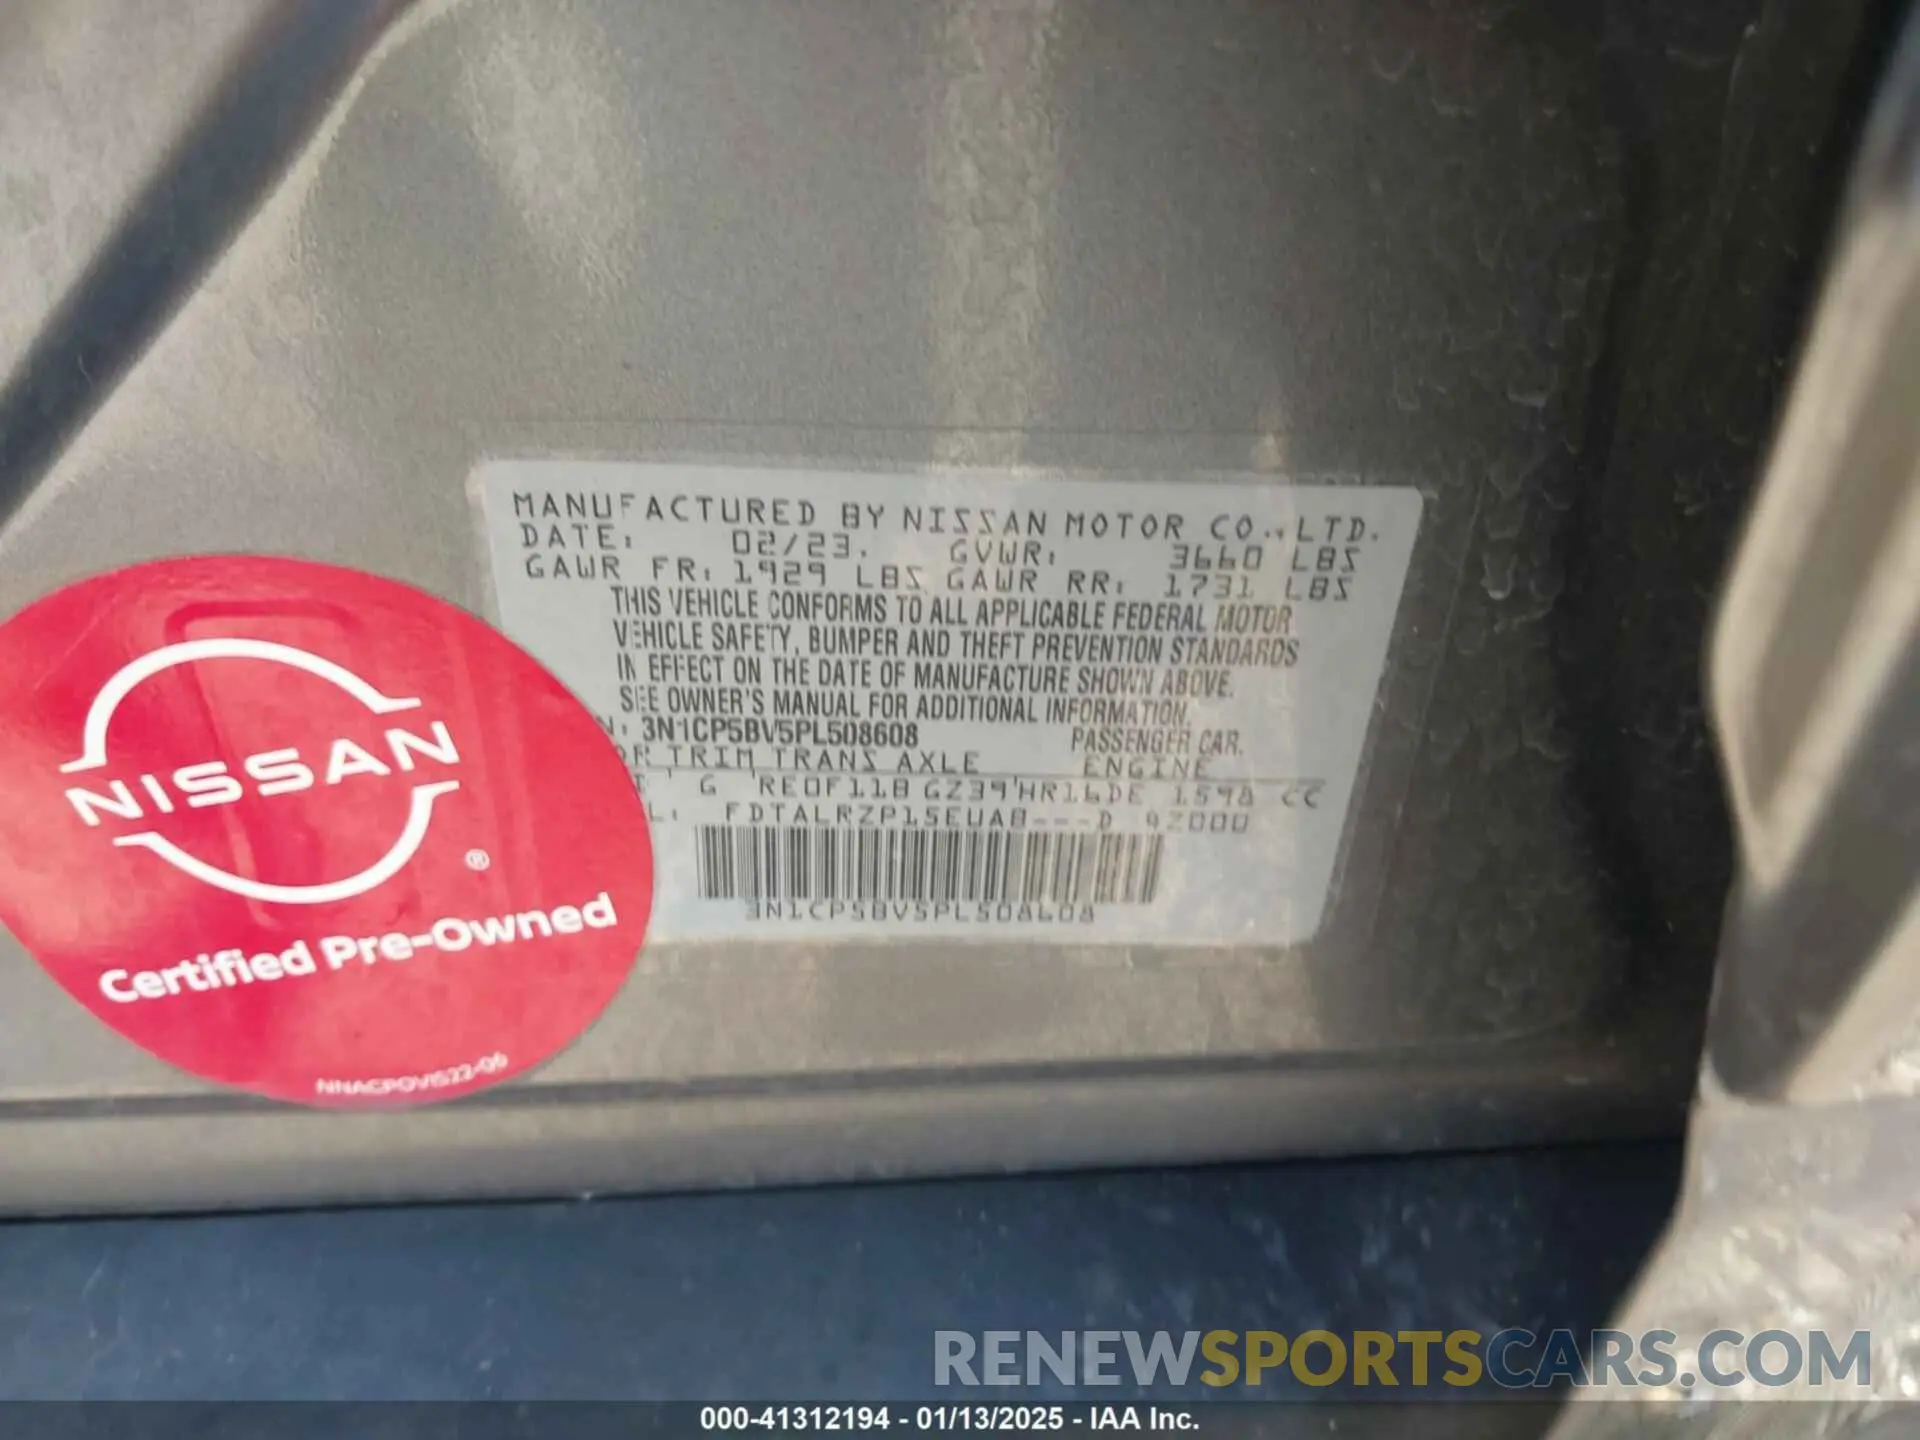 MANUFACTURED BY NISSAN MOTOR CO., LTD.
DATE: 02/23. GVWR: 3660 LBS
GAWR FR: 1929 LBS GAWR RR: 1731 LBS
THIS VEHICLE CONFORMS TO ALL APPLICABLE FEDERAL MOTOR
VEHICLE SAFETY, BUMPER AND THEFT PREVENTION STANDARDS
IN EFFECT ON THE DATE OF MANUFACTURE SHOWN ABOVE.
SEE OWNER'S MANUAL FOR ADDITIONAL INFORMATION.
N: 3N1CP5BV5PL508608 PASSENGER CAR.
OR TRIM TRANS AXLE ENGINE
G RE0F11B GZ39 HR16DE 1598 CC
L: FDTALRZP15EUAB---D 9Z000
3N1CP5BV5PL508608
NISSAN
®
Certified Pre-Owned
NNACPOVIS22-06
RENEWSPORTSCARS.COM
000-41312194 - 01/13/2025 - IAA Inc.